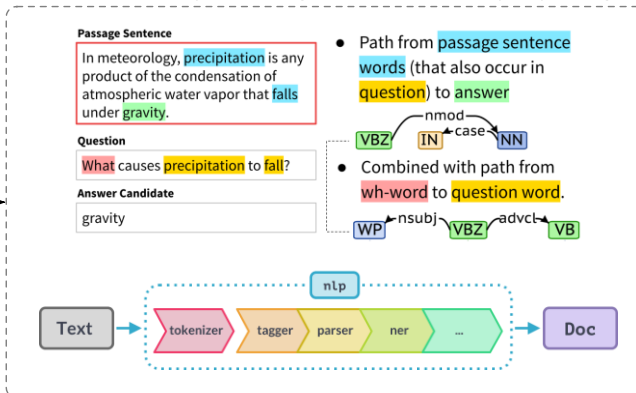 Passage Sentence
In meteorology, precipitation is any
product of the condensation of
atmospheric water vapor that falls
under gravity.
Question
What causes precipitation to fall?
Answer Candidate
gravity
● Path from passage sentence
words (that also occur in
question) to answer
nmod
case
VBZ IN NN
● Combined with path from
wh-word to question word.
nsubj advcl
WP VBZ VB
nlp
Text tokenizer tagger parser ner ... Doc